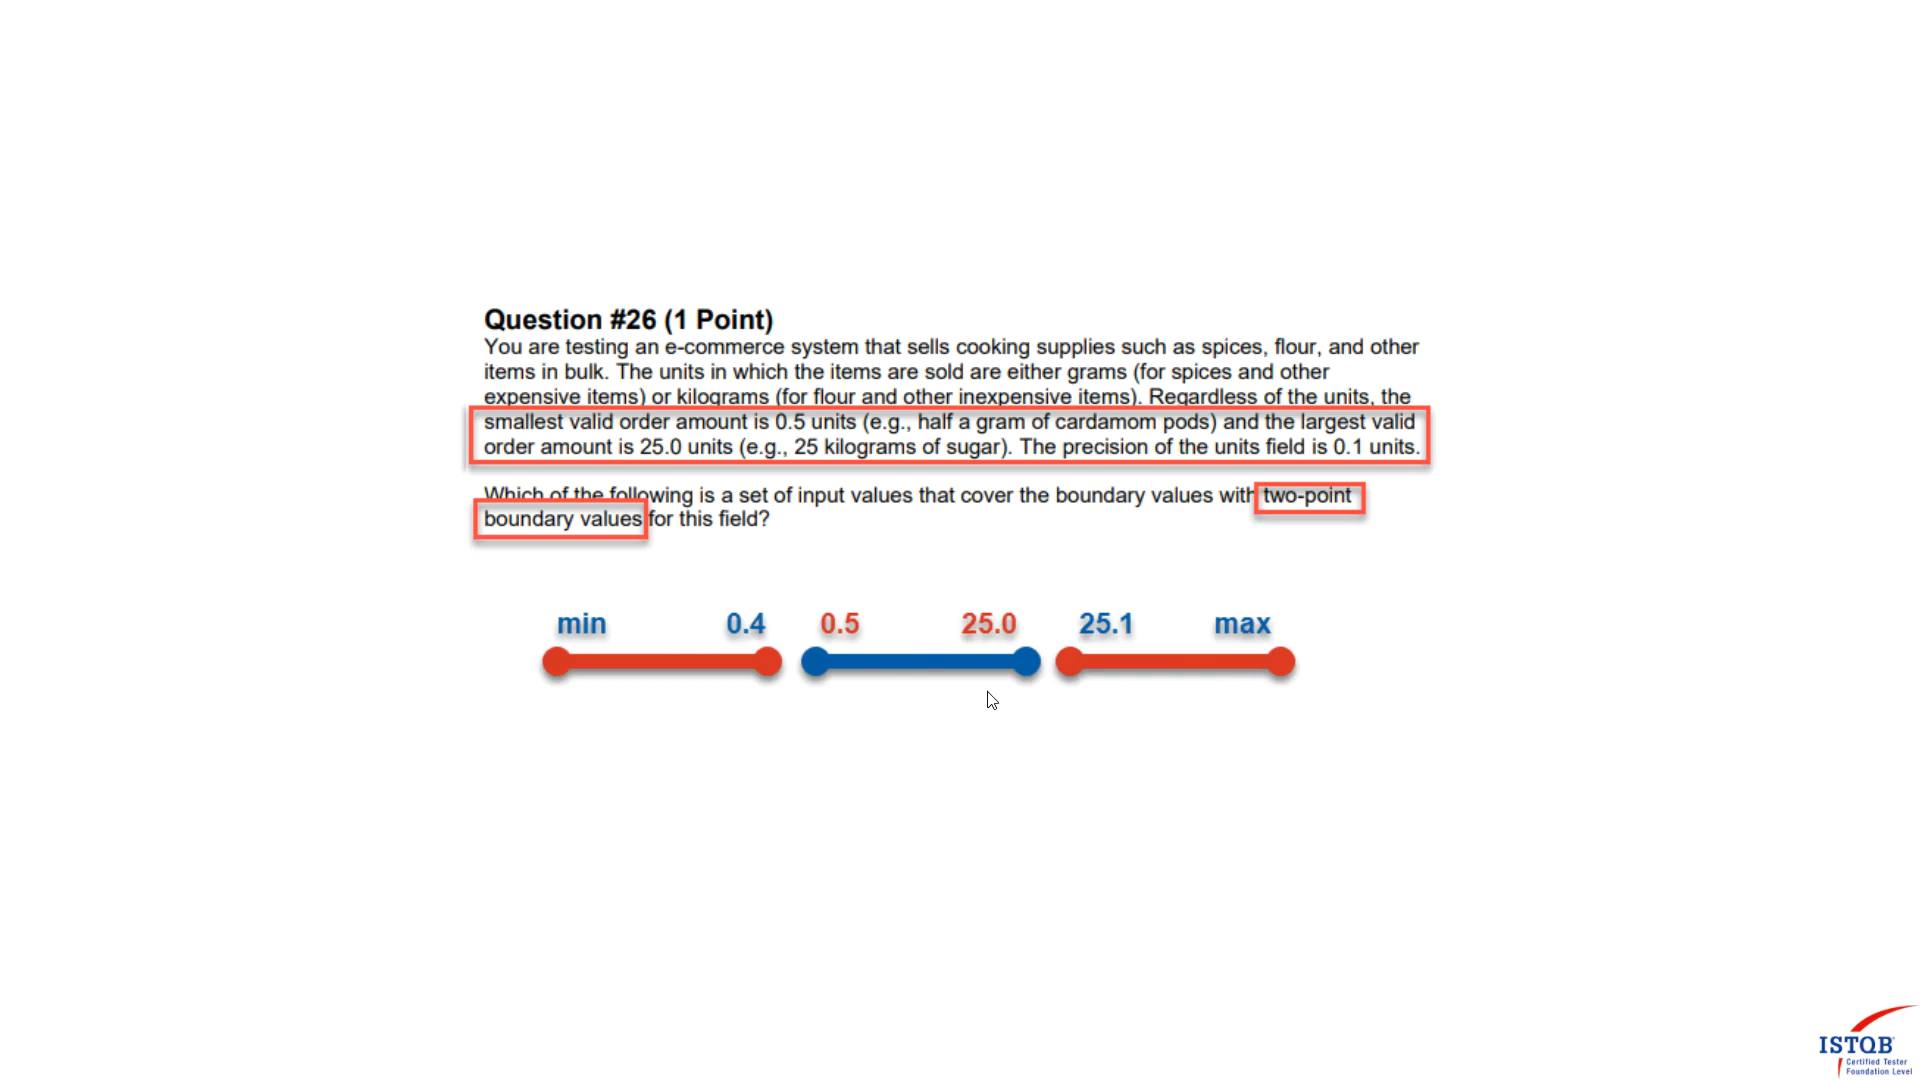 Question #26 (1 Point)
You are testing an e-commerce system that sells cooking supplies such as spices, flour, and other
items in bulk. The units in which the items are sold are either grams (for spices and other
expensive items) or kilograms (for flour and other inexpensive items). Regardless of the units, the
smallest valid order amount is 0.5 units (e.g., half a gram of cardamom pods) and the largest valid
order amount is 25.0 units (e.g., 25 kilograms of sugar). The precision of the units field is 0.1 units.
Which of the following is a set of input values that cover the boundary values with two-point
boundary values for this field?
min 0.4 0.5 25.0 25.1 max
ISTQB
Certified Tester
Foundation Level